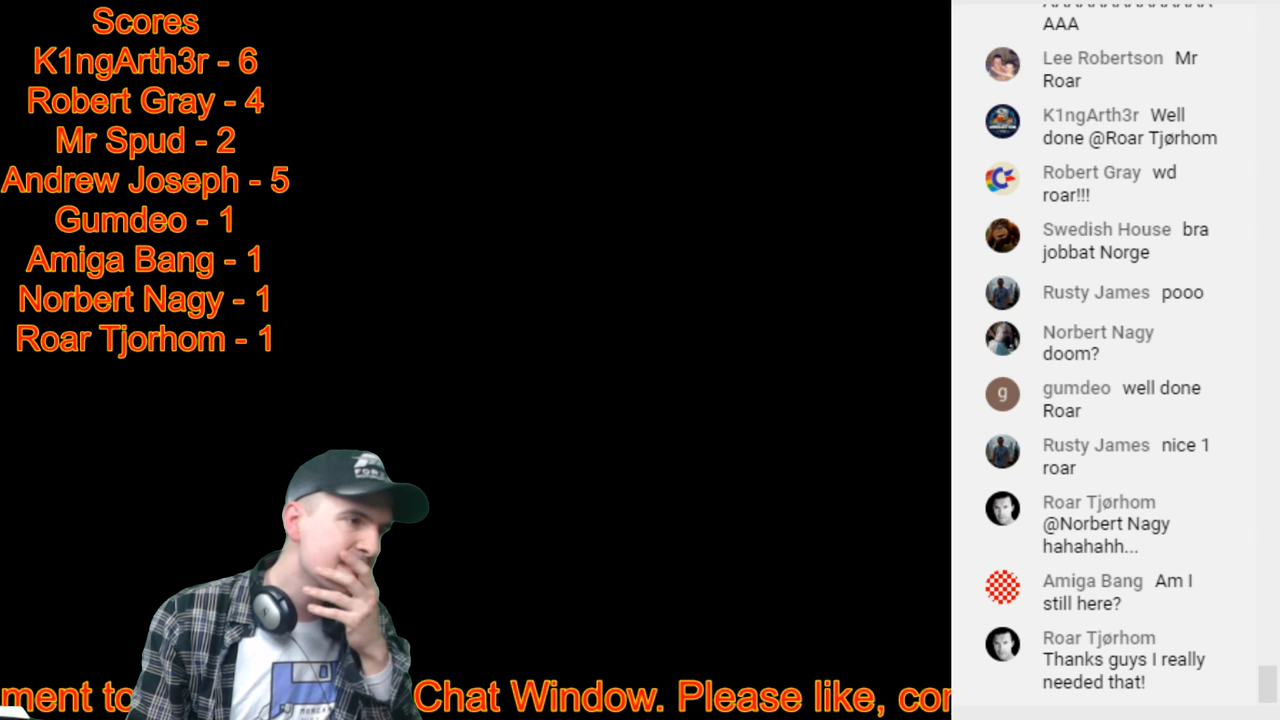 Scores
K1ngArth3r - 6
Robert Gray - 4
Mr Spud - 2
Andrew Joseph - 5
Gumdeo - 1
Amiga Bang - 1
Norbert Nagy - 1
Roar Tjorhom - 1
ment to
Chat Window. Please like,
AAA
Lee Robertson Mr
Roar
K1ngArth3r Well
done @Roar Tjørhom
Robert Gray wd
roar!!!
Swedish House bra
jobbat Norge
Rusty James pooo
Norbert Nagy
doom?
g
gumdeo well done
Roar
Rusty James nice 1
roar
Roar Tjørhom
@Norbert Nagy
hahahahh...
Amiga Bang Am I
still here?
Roar Tjørhom
Thanks guys I really
needed that!